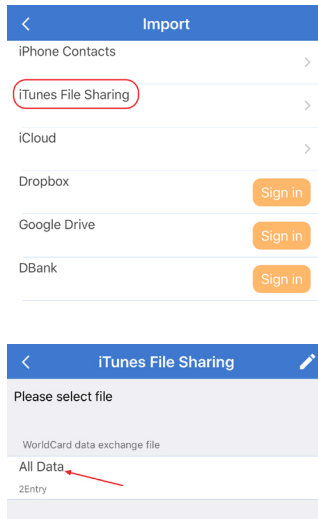 Import
iPhone Contacts
iTunes File Sharing
iCloud
Dropbox
Sign in
Google Drive
Sign in
DBank
Sign in
iTunes File Sharing
Please select file
WorldCard data exchange file
All Data
2Entry